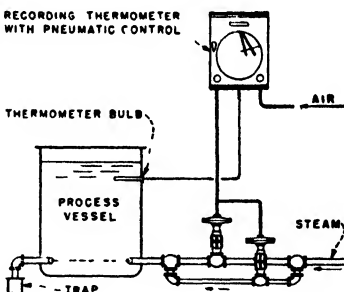 RECORDING THERMOMETER
WITH PNEUMATIC CONTROL
AIR
THERMOMETER BULB
PROCESS
VESSEL
STEAM
TRAP